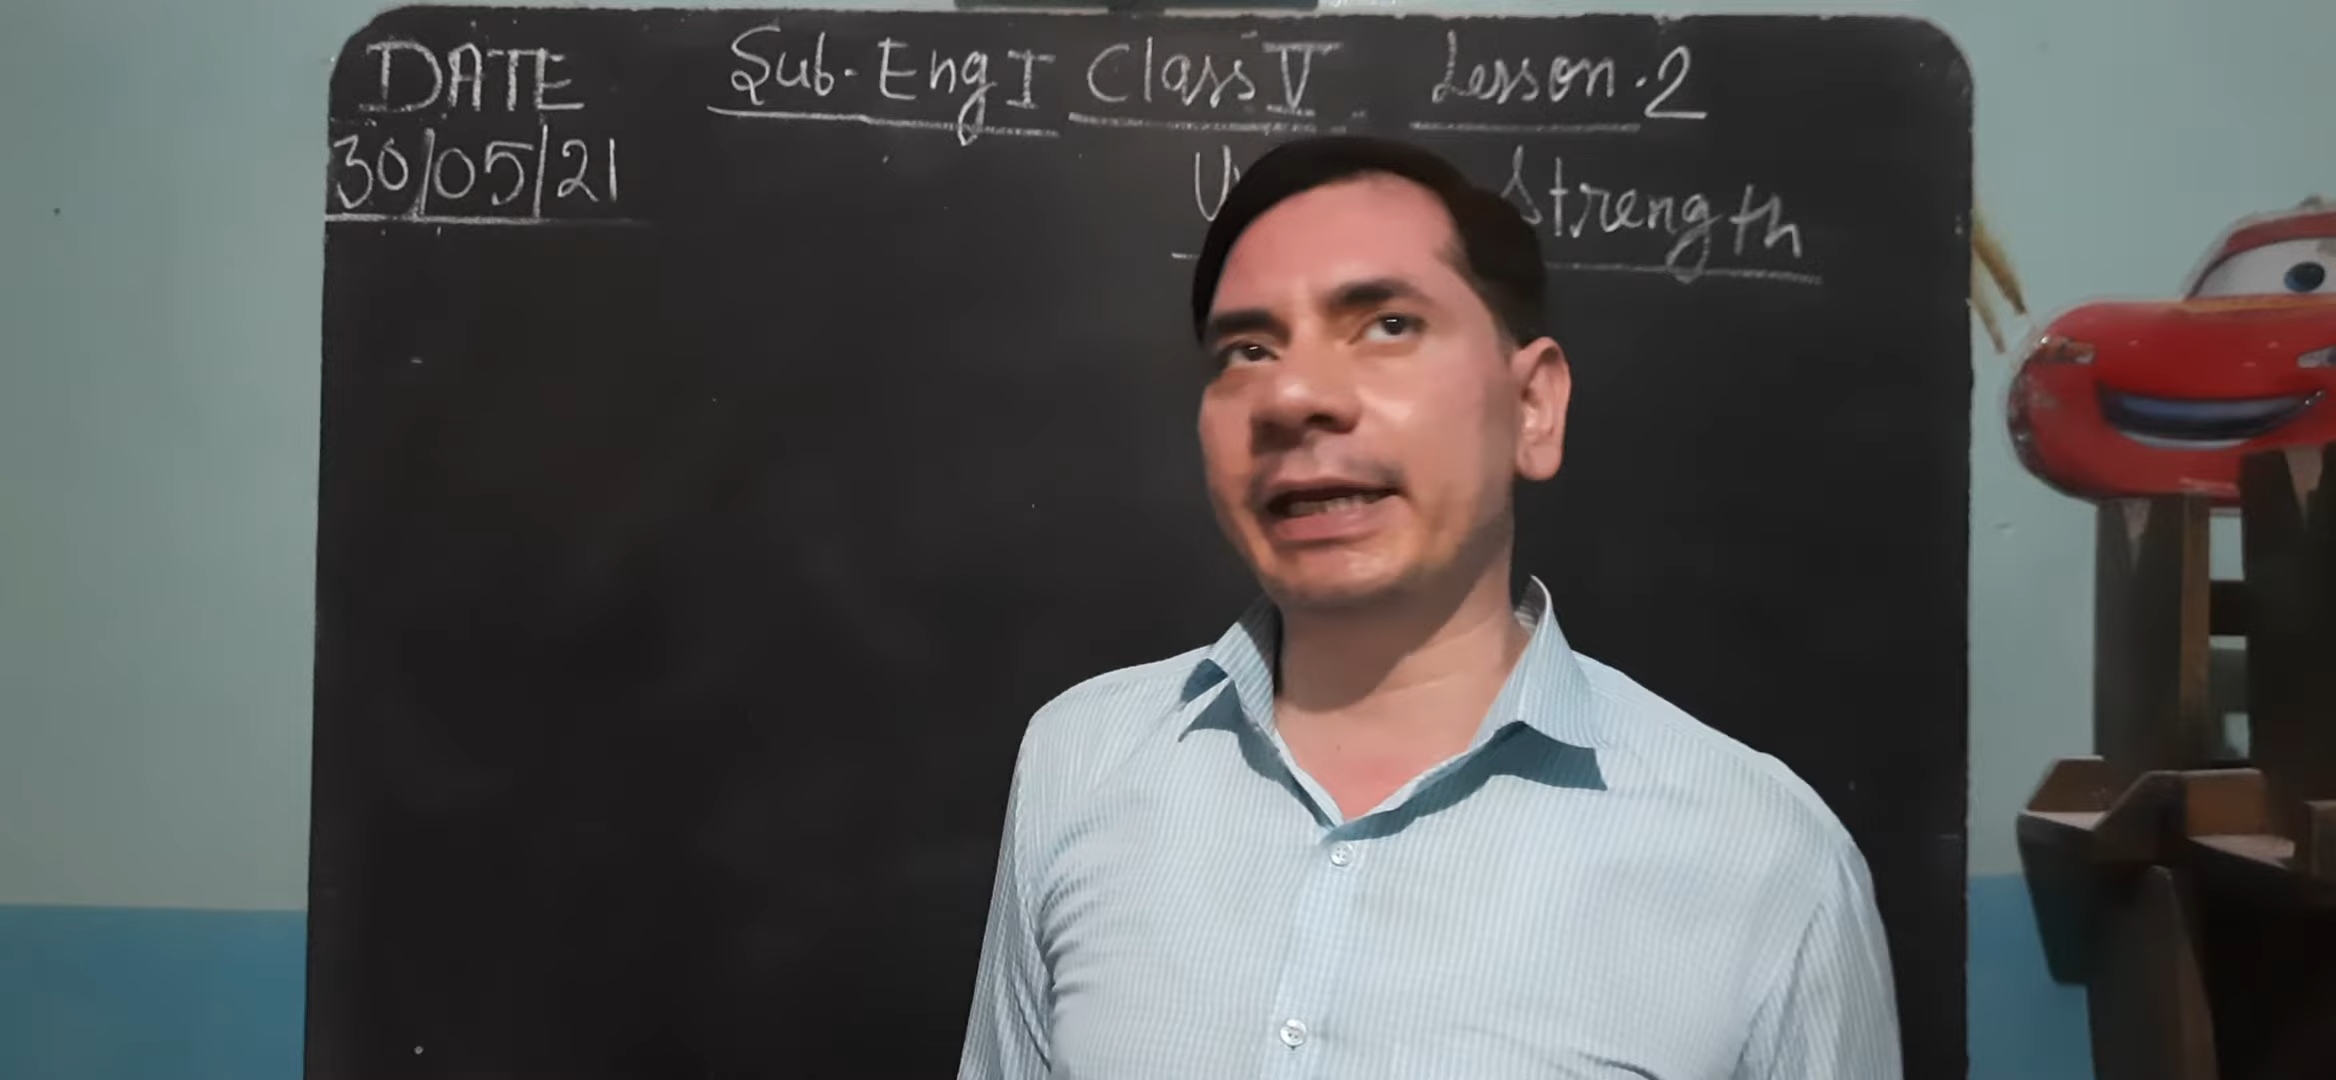 DATE Sub. Eng I Class V. Lesson.2
30/05/21
Strength